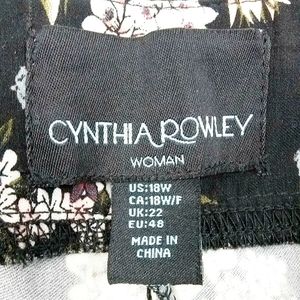 CYNTHIA ROWLEY
WOMAN
US:18W
CA:18W/F
UK:22
EU:48
MADE IN
CHINA